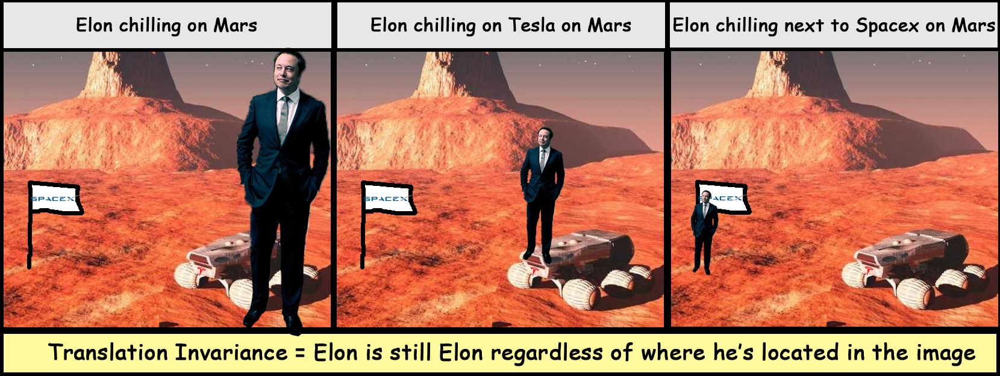 Elon chilling on Mars
Elon chilling on Tesla on Mars
Elon chilling next to Spacex on Mars
SPACEX
SPACEX
ACEX
Translation Invariance = Elon is still Elon regardless of where he's located in the image